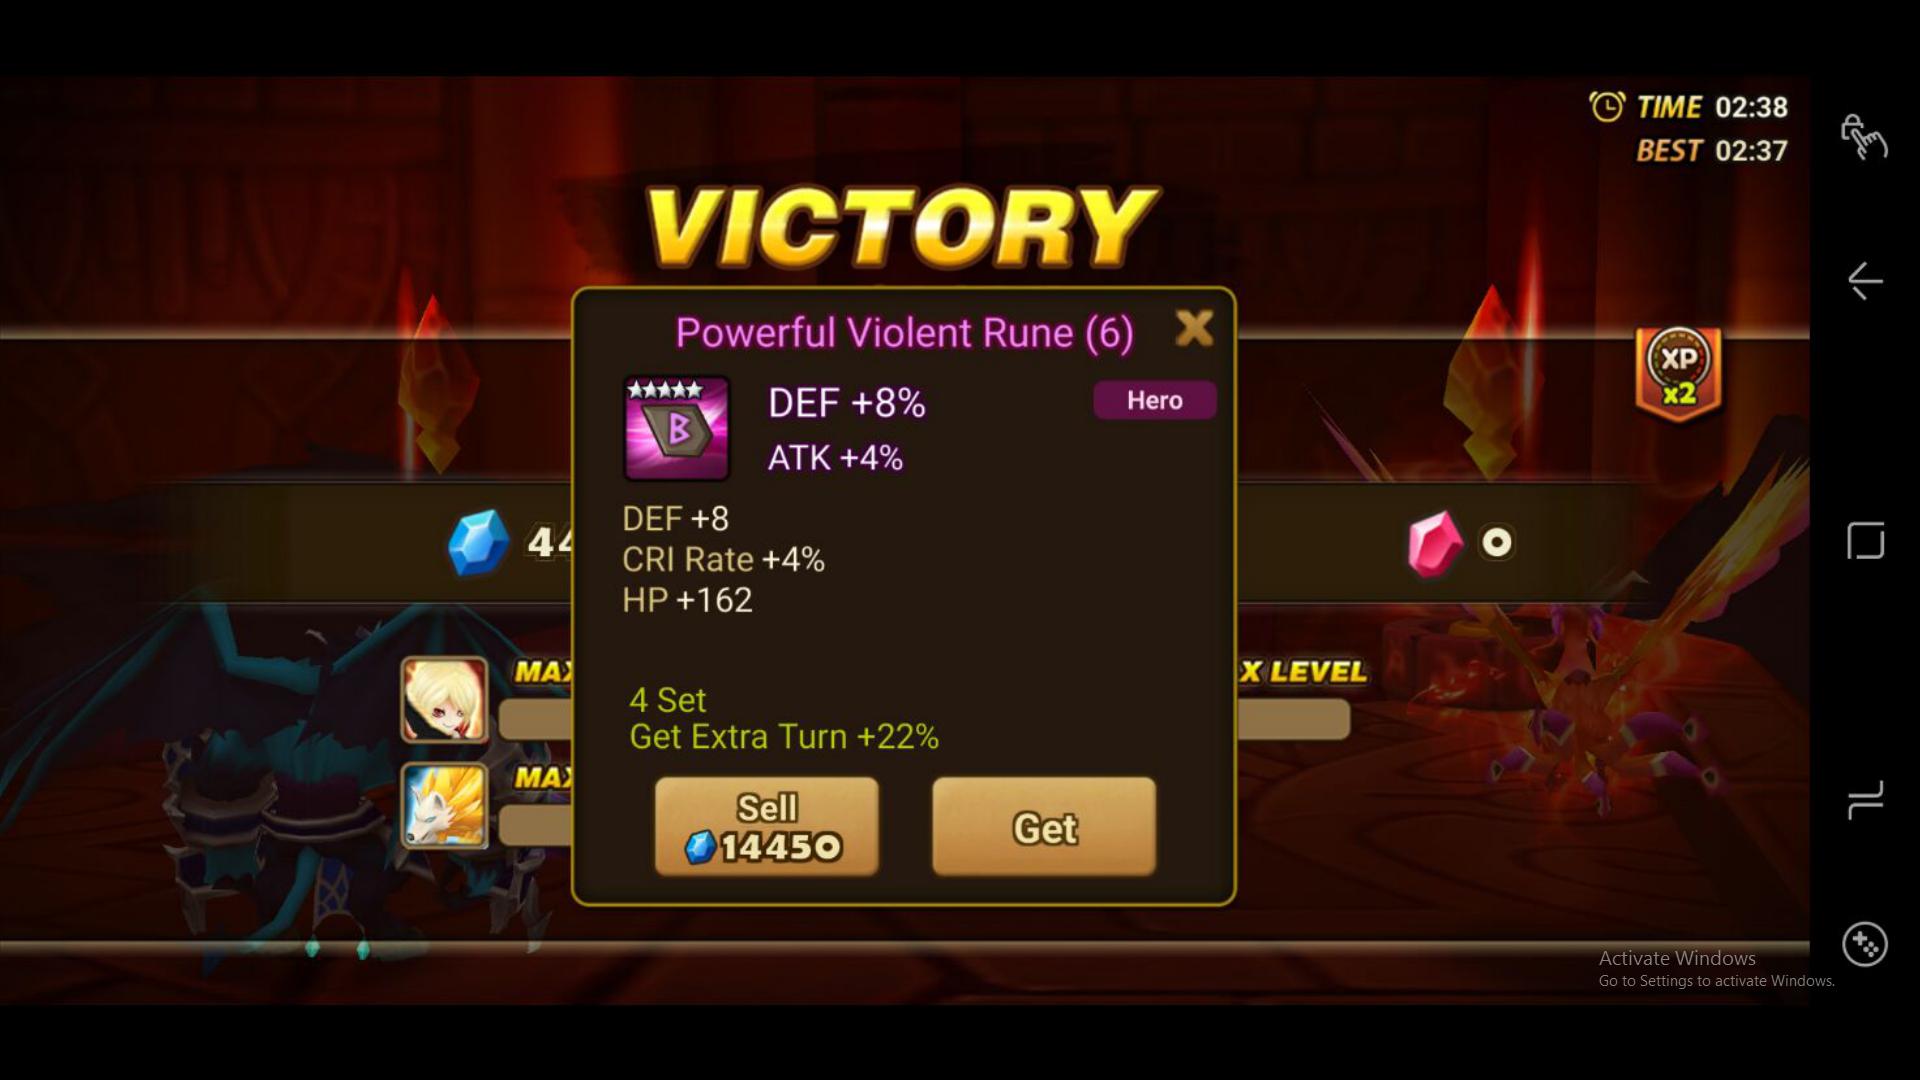 TIME 02:38
BEST 02:37
VICTORY
Powerful Violent Rune (6)
DEF +8%
Hero
ATK +4%
XP
x2
DEF +8
CRI Rate +4%
HP +162
44
0
4 Set
Get Extra Turn +22%
MAX
X LEVEL
MAX
Sell
14450
Get
Activate Windows
Go to Settings to activate Windows.